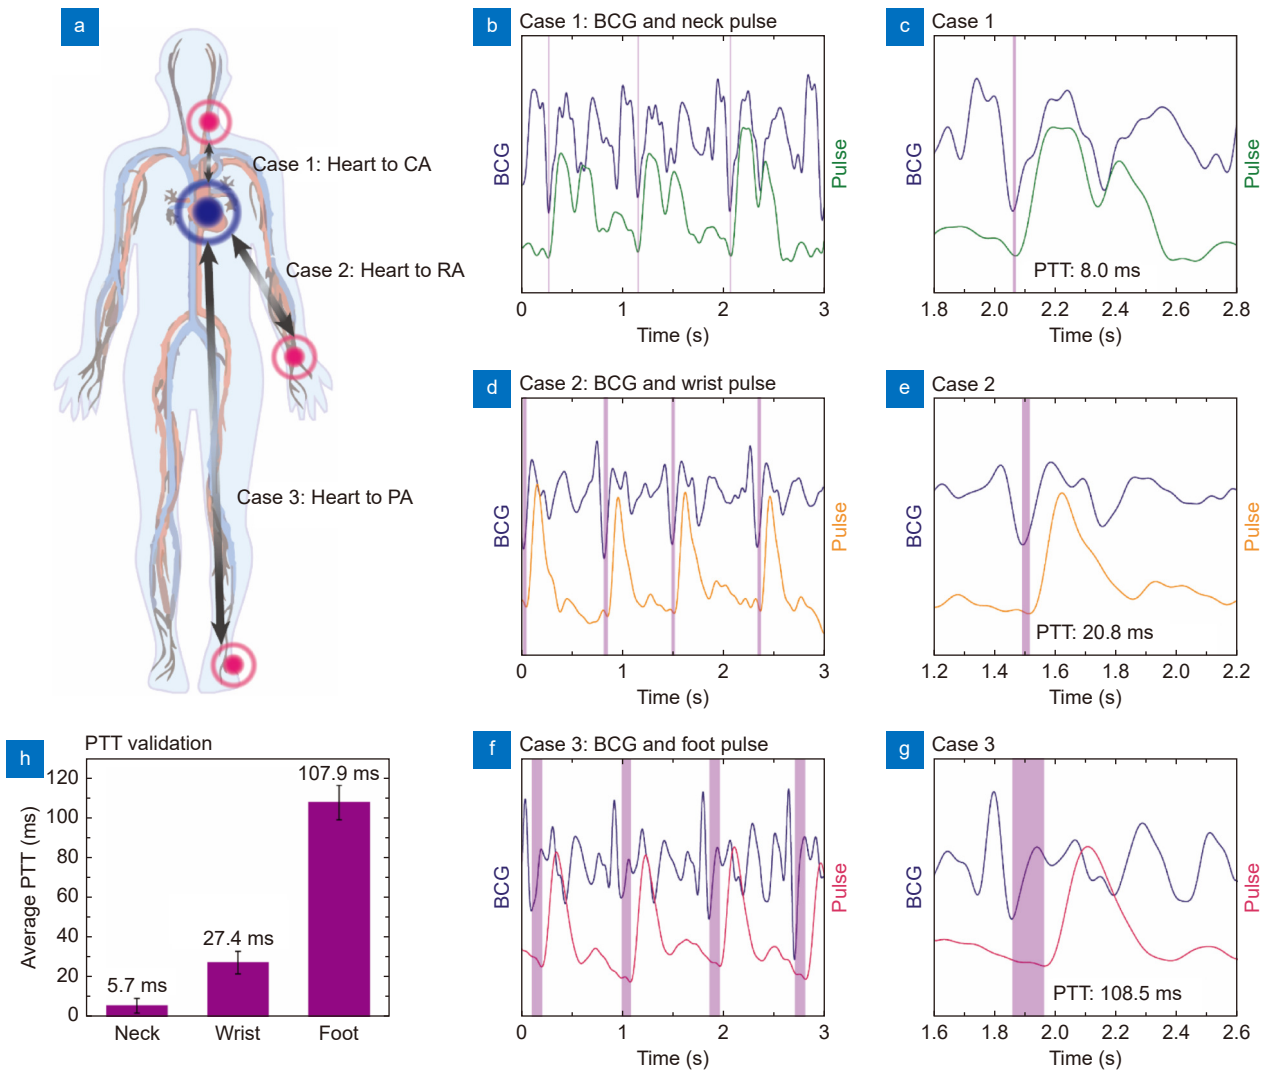 a
Case 1: Heart to CA
Case 2: Heart to RA
Case 3: Heart to PA
b
Case 1: BCG and neck pulse
BCG
Pulse
0 1 2 3
Time (s)
c
Case 1
BCG
Pulse
PTT: 8.0 ms
1.8 2.0 2.2 2.4 2.6 2.8
Time (s)
d
Case 2: BCG and wrist pulse
BCG
Pulse
0 1 2 3
Time (s)
e
Case 2
BCG
Pulse
PTT: 20.8 ms
1.2 1.4 1.6 1.8 2.0 2.2
Time (s)
f
Case 3: BCG and foot pulse
BCG
Pulse
0 1 2 3
Time (s)
g
Case 3
BCG
Pulse
PTT: 108.5 ms
1.6 1.8 2.0 2.2 2.4 2.6
Time (s)
h
PTT validation
Average PTT (ms)
120
100
80
60
40
20
0
5.7 ms
27.4 ms
107.9 ms
Neck Wrist Foot